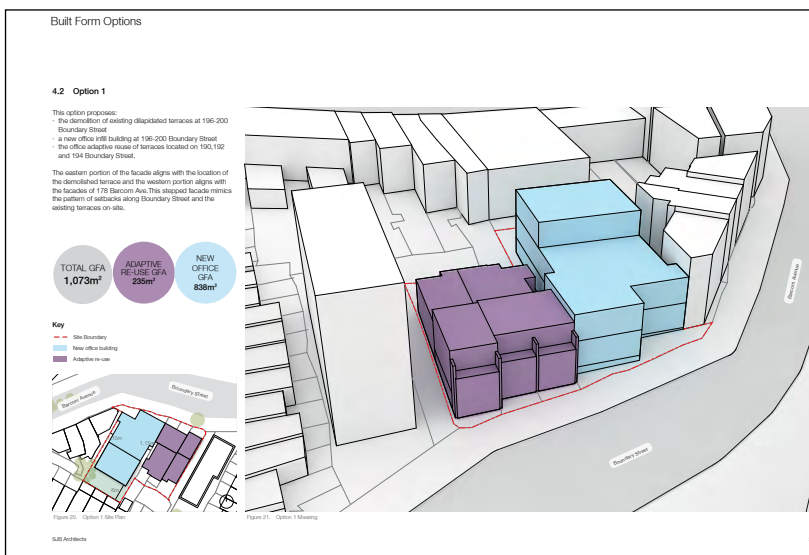 Built Form Options
4.2 Option 1
This option proposes:
· the demolition of existing dilapidated terraces at 196-200
Boundary Street
· a new office infill building at 196-200 Boundary Street
· the office adaptive reuse of terraces located on 190,192
and 194 Boundary Street.
The eastern portion of the facade aligns with the location of
the demolished terrace and the western portion aligns with
the facades of 178 Barcom Ave.This stepped facade mimics
the pattern of setbacks along Boundary Street and the
existing terraces on-site.
TOTAL GFA
1,073m²
ADAPTIVE
RE-USE GFA
235m²
NEW
OFFICE
GFA
838m²
Key
Site Boundary
New office building
Adaptive re-use
Barcom Avenue
Boundary Street
Figure 20. Option 1 Site Plan
Barcom Avenue
Boundary Street
Figure 21. Option 1 Massing
SJB Architects